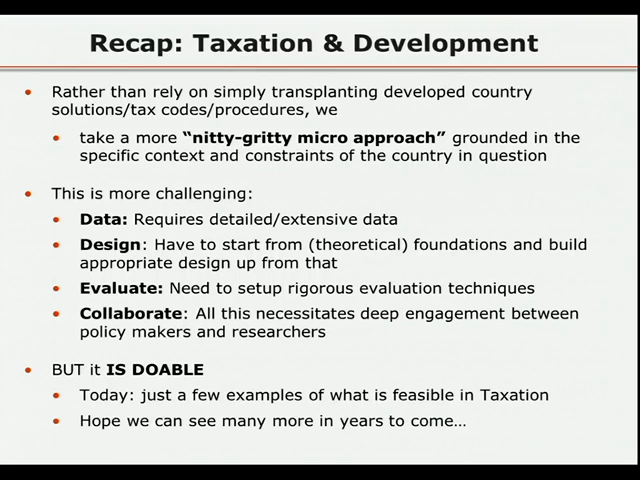 Recap: Taxation & Development
• Rather than rely on simply transplanting developed country
solutions/tax codes/procedures, we
• take a more “nitty-gritty micro approach” grounded in the
specific context and constraints of the country in question
• This is more challenging:
• Data: Requires detailed/extensive data
• Design: Have to start from (theoretical) foundations and build
appropriate design up from that
• Evaluate: Need to setup rigorous evaluation techniques
• Collaborate: All this necessitates deep engagement between
policy makers and researchers
• BUT it IS DOABLE
• Today: just a few examples of what is feasible in Taxation
• Hope we can see many more in years to come…